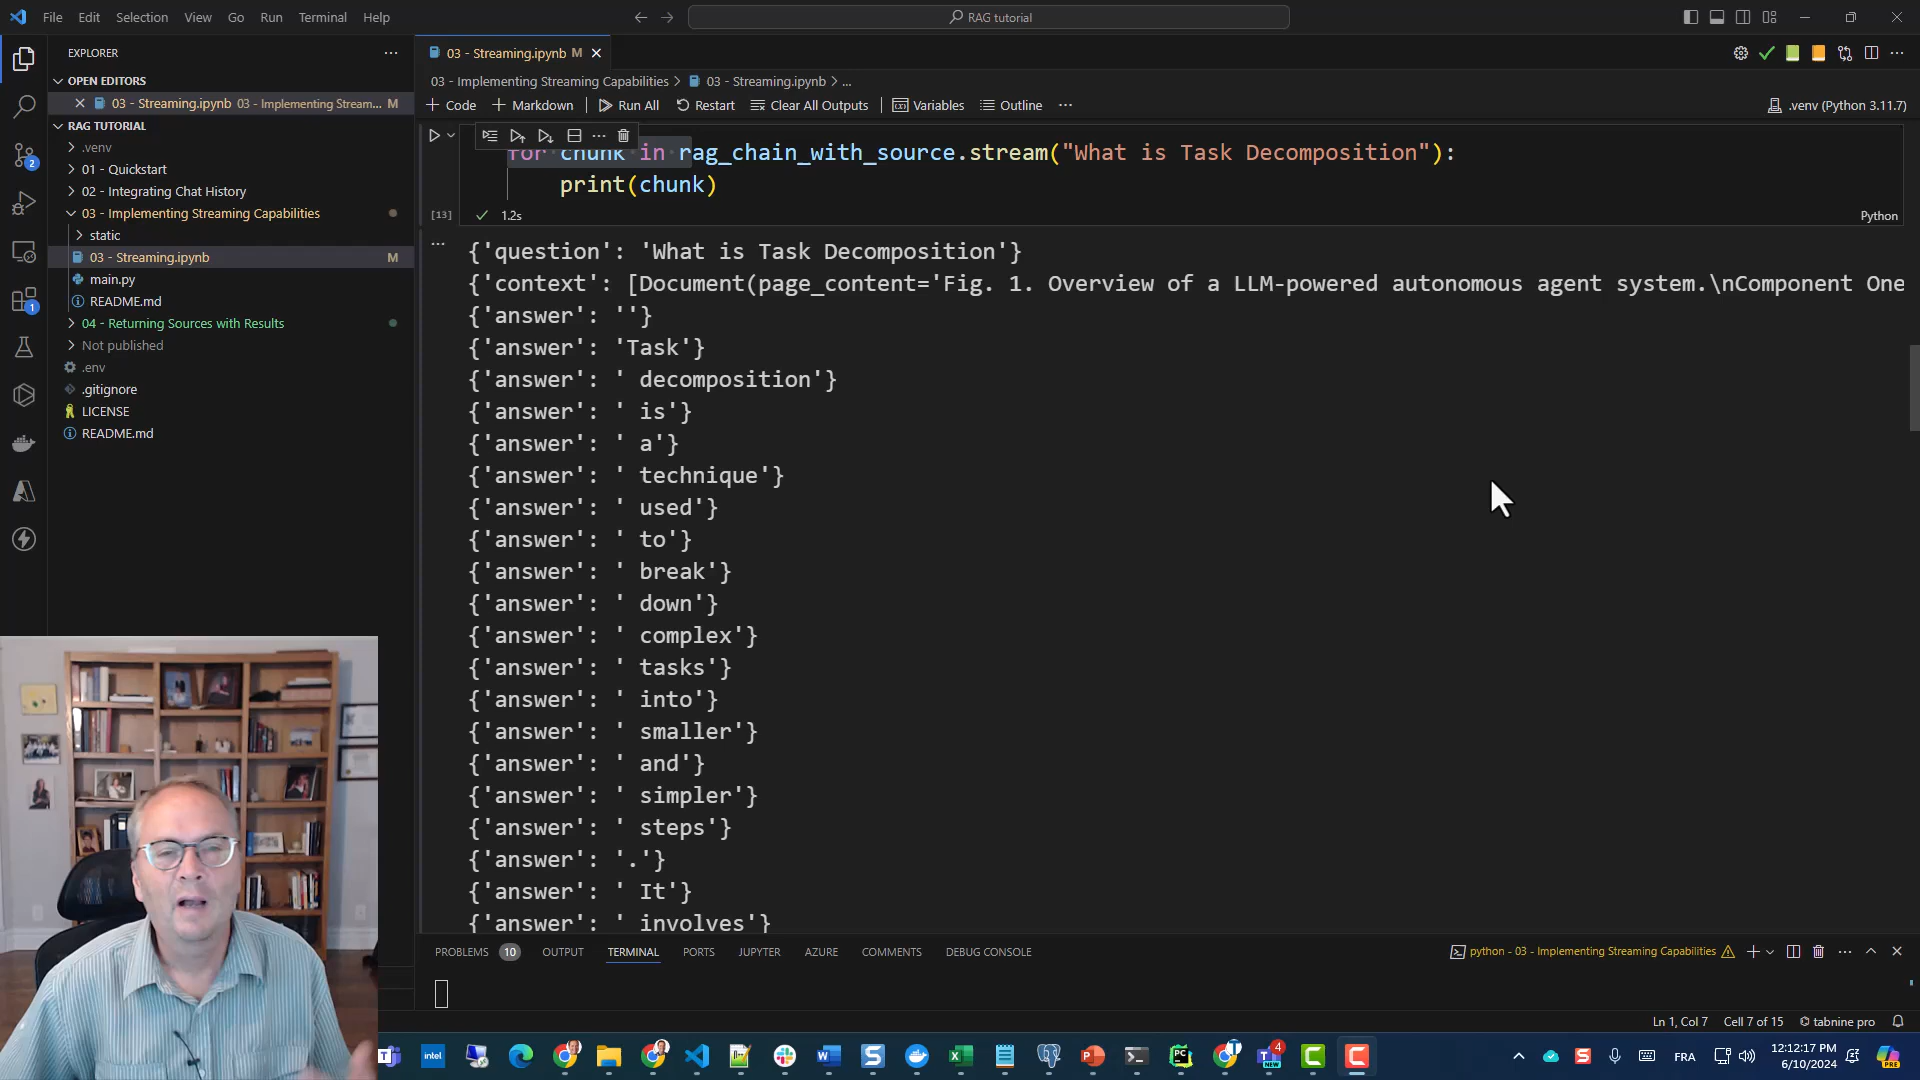 File Edit Selection View Go Run Terminal Help
RAG tutorial
EXPLORER
OPEN EDITORS
03 - Streaming.ipynb 03 - Implementing Stream... M
RAG TUTORIAL
.venv
01 - Quickstart
02 - Integrating Chat History
03 - Implementing Streaming Capabilities
static
03 - Streaming.ipynb M
main.py
README.md
04 - Returning Sources with Results
Not published
.env
.gitignore
LICENSE
README.md
2
1
03 - Streaming.ipynb M
03 - Implementing Streaming Capabilities > 03 - Streaming.ipynb > ...
Code Markdown Run All Restart Clear All Outputs Variables Outline
.venv (Python 3.11.7)
for chunk in rag_chain_with_source.stream("What is Task Decomposition"):
print(chunk)
[13] 1.2s
Python
{'question': 'What is Task Decomposition'}
{'context': [Document(page_content='Fig. 1. Overview of a LLM-powered autonomous agent system.\nComponent One
{'answer': ''}
{'answer': 'Task'}
{'answer': ' decomposition'}
{'answer': ' is'}
{'answer': ' a'}
{'answer': ' technique'}
{'answer': ' used'}
{'answer': ' to'}
{'answer': ' break'}
{'answer': ' down'}
{'answer': ' complex'}
{'answer': ' tasks'}
{'answer': ' into'}
{'answer': ' smaller'}
{'answer': ' and'}
{'answer': ' simpler'}
{'answer': ' steps'}
{'answer': '.'}
{'answer': ' It'}
{'answer': ' involves'}
PROBLEMS 10 OUTPUT TERMINAL PORTS JUPYTER AZURE COMMENTS DEBUG CONSOLE
python - 03 - Implementing Streaming Capabilities
Ln 1, Col 7 Cell 7 of 15 tabnine pro
intel
FRA
12:12:17 PM
6/10/2024